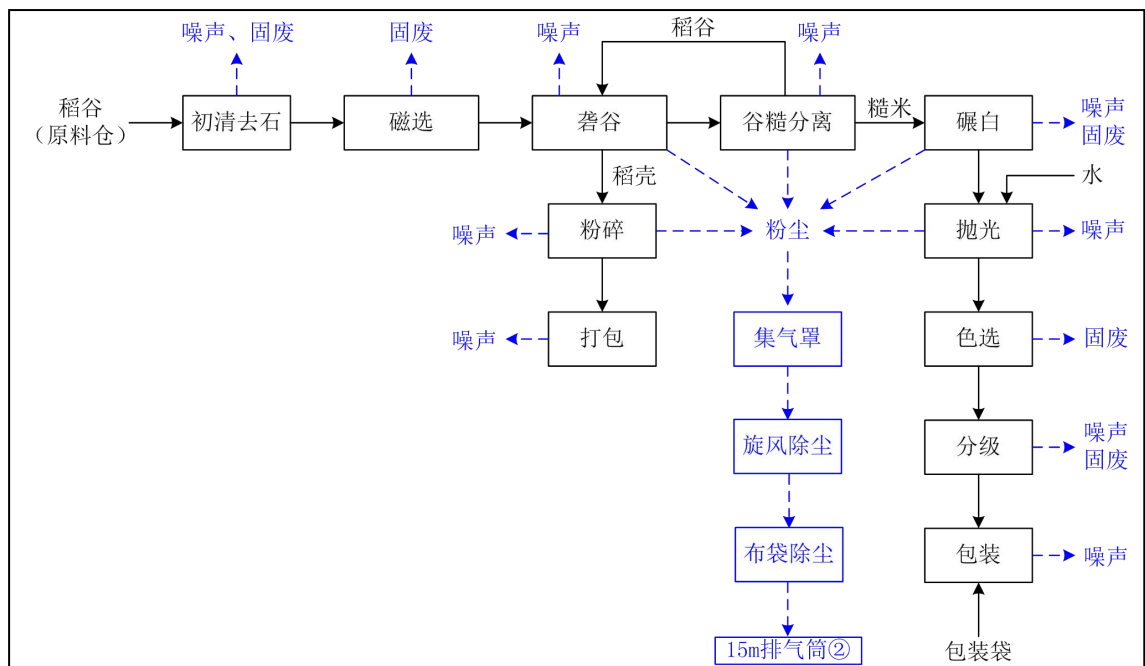 噪声、固废
固废
噪声
稻谷
噪声
稻谷
（原料仓）
初清去石
磁选
砻谷
谷糙分离
糙米
碾白
噪声
固废
稻壳
水
噪声
粉碎
粉尘
抛光
噪声
噪声
打包
集气罩
色选
固废
旋风除尘
分级
噪声
固废
布袋除尘
包装
噪声
15m排气筒②
包装袋